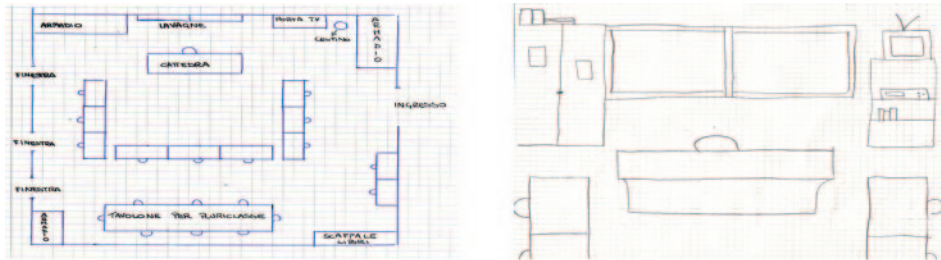 ARMADIO
LAVAGNE
PORTA TV
CESTINO
ARMADIO
CATTEDRA
FINESTRA
INGRESSO
FINESTRA
FINESTRA
TAVOLONE PER PLURICLASSE
SCAFFALE
LIBRI